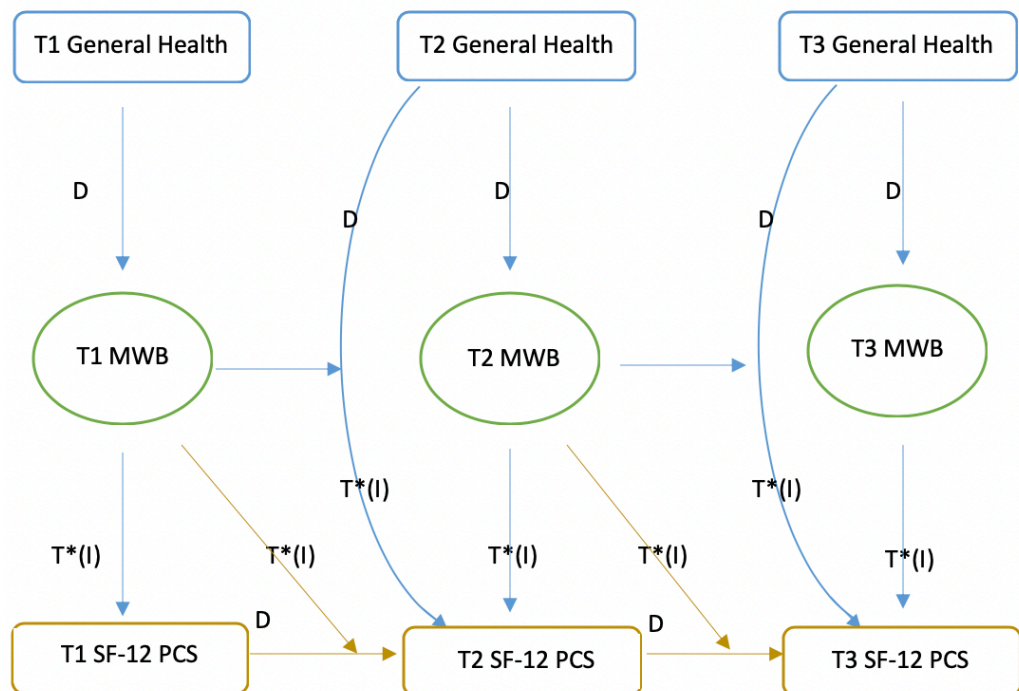 T1 General Health
T2 General Health
T3 General Health
D
D
D
D
D
T1 MWB
T2 MWB
T3 MWB
T*(I)
T*(I)
T*(I)
T*(I)
T*(I)
T*(I)
T*(I)
D
D
T1 SF-12 PCS
T2 SF-12 PCS
T3 SF-12 PCS